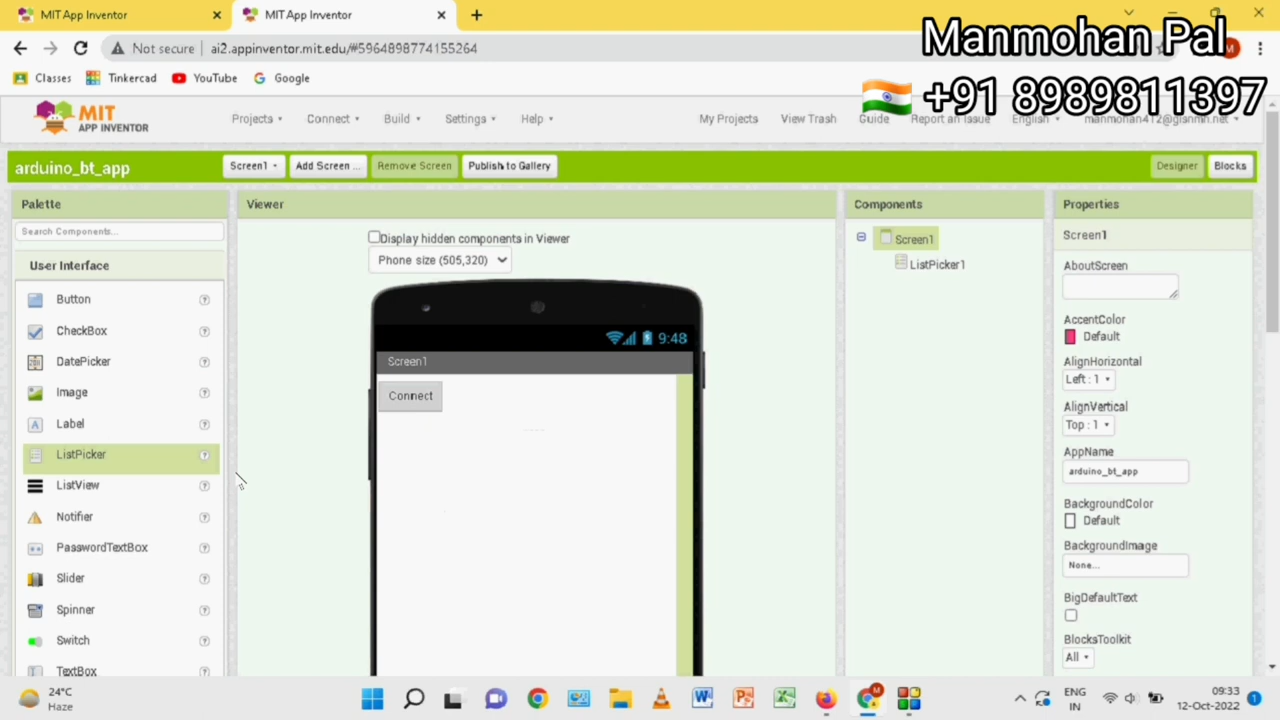 MIT App Inventor
MIT App Inventor
Manmohan Pal
+91 8989811397
Not secure
ai2.appinventor.mit.edu/#5964898774155264
M
Classes
Tinkercad
YouTube
Google
MIT
APP INVENTOR
Projects
Connect
Build
Settings
Help
My Projects
View Trash
Guide
Report an Issue
English
manmohan412@gisnmh.net
arduino_bt_app
Screen1
Add Screen ...
Remove Screen
Publish to Gallery
Designer
Blocks
Palette
Viewer
Components
Properties
Search Components...
User Interface
Button
CheckBox
DatePicker
Image
Label
ListPicker
ListView
Notifier
PasswordTextBox
Slider
Spinner
Switch
TextBox
Display hidden components in Viewer
Phone size (505,320)
9:48
Screen1
Connect
Screen1
ListPicker1
Screen1
AboutScreen
AccentColor
Default
AlignHorizontal
Left : 1
AlignVertical
Top : 1
AppName
arduino_bt_app
BackgroundColor
Default
BackgroundImage
None...
BigDefaultText
BlocksToolkit
All
24°C
Haze
ENG
IN
09:33
12-Oct-2022